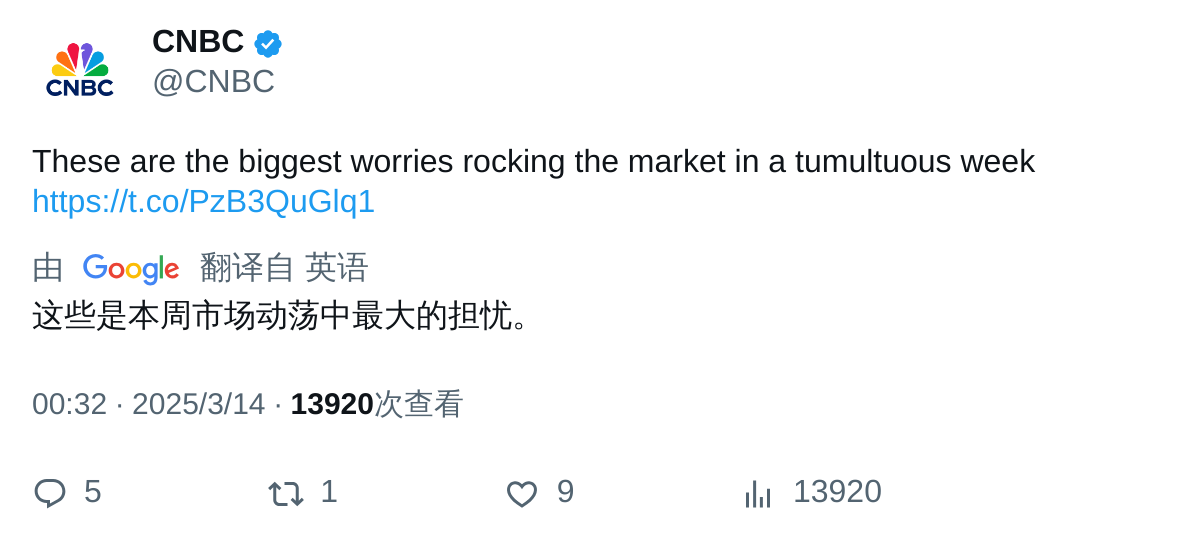 CNBC
CNBC
@CNBC
These are the biggest worries rocking the market in a tumultuous week
https://t.co/PzB3QuGlq1
由 Google 翻译自 英语
这些是本周市场动荡中最大的担忧。
00:32 · 2025/3/14 · 13920次查看
5 1 9 13920